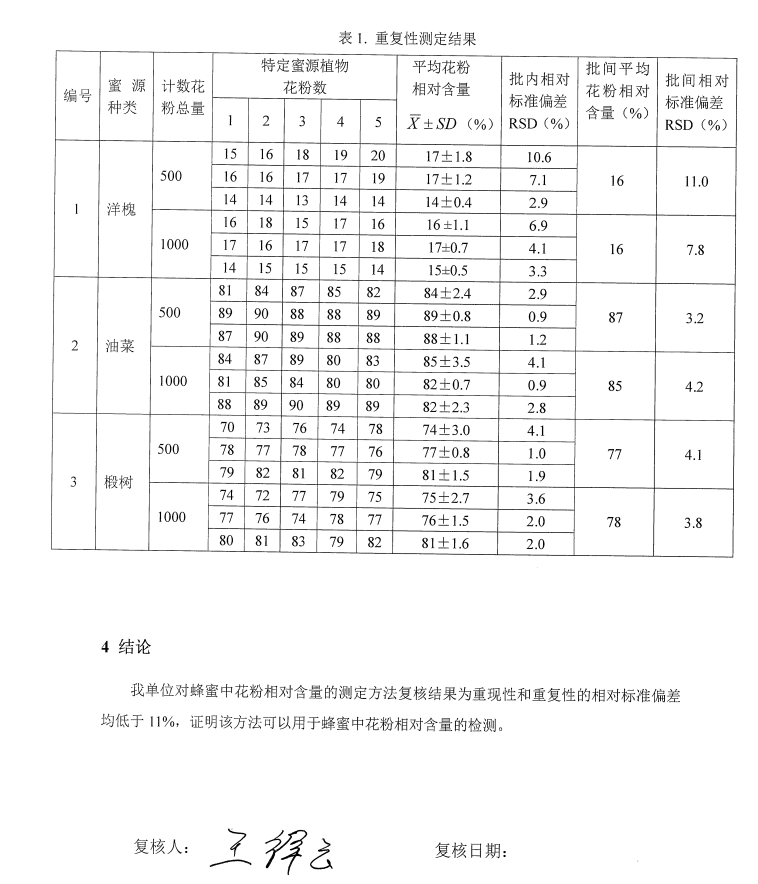 表1. 重复性测定结果
编号 蜜源种类 计数花粉总量 特定蜜源植物花粉数 平均花粉相对含量 X̅±SD（%） 批内相对标准偏差RSD（%） 批间平均花粉相对含量（%） 批间相对标准偏差RSD（%）
1 2 3 4 5
1 洋槐 500 15 16 18 19 20 17±1.8 10.6 16 11.0
16 16 17 17 19 17±1.2 7.1
14 14 13 14 14 14±0.4 2.9
1000 16 18 15 17 16 16±1.1 6.9 16 7.8
17 16 17 17 18 17±0.7 4.1
14 15 15 15 14 15±0.5 3.3
2 油菜 500 81 84 87 85 82 84±2.4 2.9 87 3.2
89 90 88 88 89 89±0.8 0.9
87 90 89 88 88 88±1.1 1.2
1000 84 87 89 80 83 85±3.5 4.1 85 4.2
81 85 84 80 80 82±0.7 0.9
88 89 90 89 89 82±2.3 2.8
3 椴树 500 70 73 76 74 78 74±3.0 4.1 77 4.1
78 77 78 77 76 77±0.8 1.0
79 82 81 82 79 81±1.5 1.9
1000 74 72 77 79 75 75±2.7 3.6 78 3.8
77 76 74 78 77 76±1.5 2.0
80 81 83 79 82 81±1.6 2.0
4 结论
我单位对蜂蜜中花粉相对含量的测定方法复核结果为重现性和重复性的相对标准偏差
均低于11%，证明该方法可以用于蜂蜜中花粉相对含量的检测。
复核人： 复核日期：